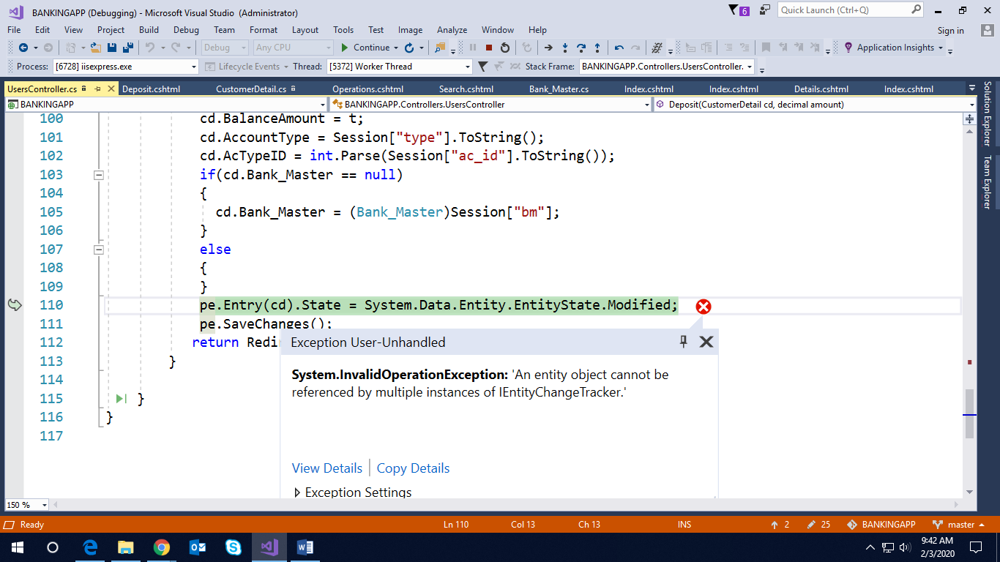 BANKINGAPP (Debugging) - Microsoft Visual Studio (Administrator)
6
Quick Launch (Ctrl+Q)
File Edit View Project Build Debug Team Format Layout Tools Test Image Analyze Window Help
Sign in
Debug Any CPU Continue Application Insights
Process: [6728] iisexpress.exe Lifecycle Events Thread: [5372] Worker Thread Stack Frame: BANKINGAPP.Controllers.UsersController.
UsersController.cs Deposit.cshtml CustomerDetail.cs Operations.cshtml Search.cshtml Bank_Master.cs Index.cshtml Index.cshtml Details.cshtml Index.cshtml
BANKINGAPP BANKINGAPP.Controllers.UsersController Deposit(CustomerDetail cd, decimal amount)
Solution Explorer
Team Explorer
100 cd.BalanceAmount = t;
101 cd.AccountType = Session["type"].ToString();
102 cd.AcTypeID = int.Parse(Session["ac_id"].ToString());
103 if(cd.Bank_Master == null)
104 {
105 cd.Bank_Master = (Bank_Master)Session["bm"];
106 }
107 else
108 {
109 }
110 pe.Entry(cd).State = System.Data.Entity.EntityState.Modified;
111 pe.SaveChanges();
112 return Redi
113 }
114
115 }
116 }
117
Exception User-Unhandled
System.InvalidOperationException: 'An entity object cannot be
referenced by multiple instances of IEntityChangeTracker.'
View Details Copy Details
Exception Settings
150 %
Ready Ln 110 Col 13 Ch 13 INS 2 25 BANKINGAPP master
9:42 AM
2/3/2020